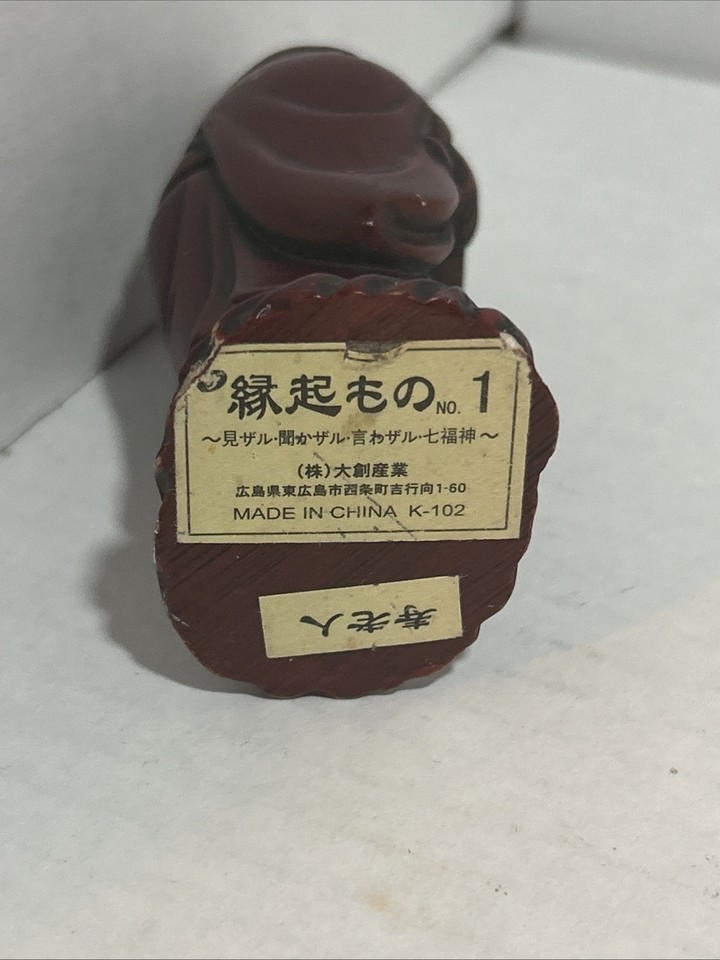 縁起もの NO. 1
～見ザル・聞かザル・言わザル・七福神～
(株)大創産業
広島県東広島市西条町吉行向1-60
MADE IN CHINA K-102
寿老人